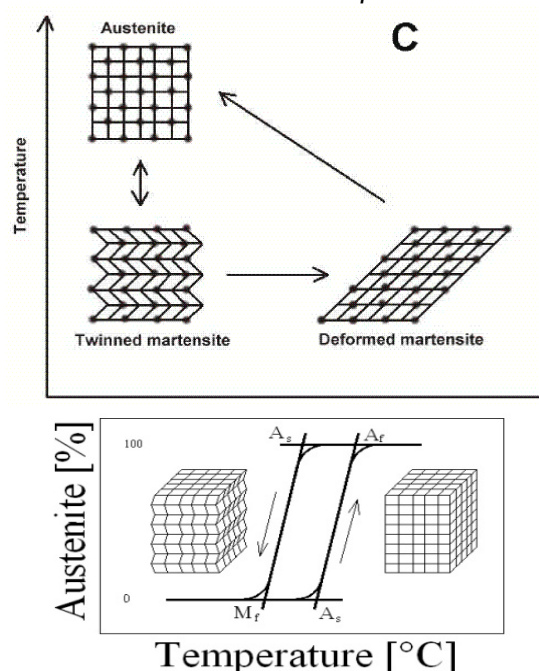 Austenite
C
Temperature
Twinned martensite
Deformed martensite
Austenite [%]
100
As
Af
0
Mf
As
Temperature [°C]